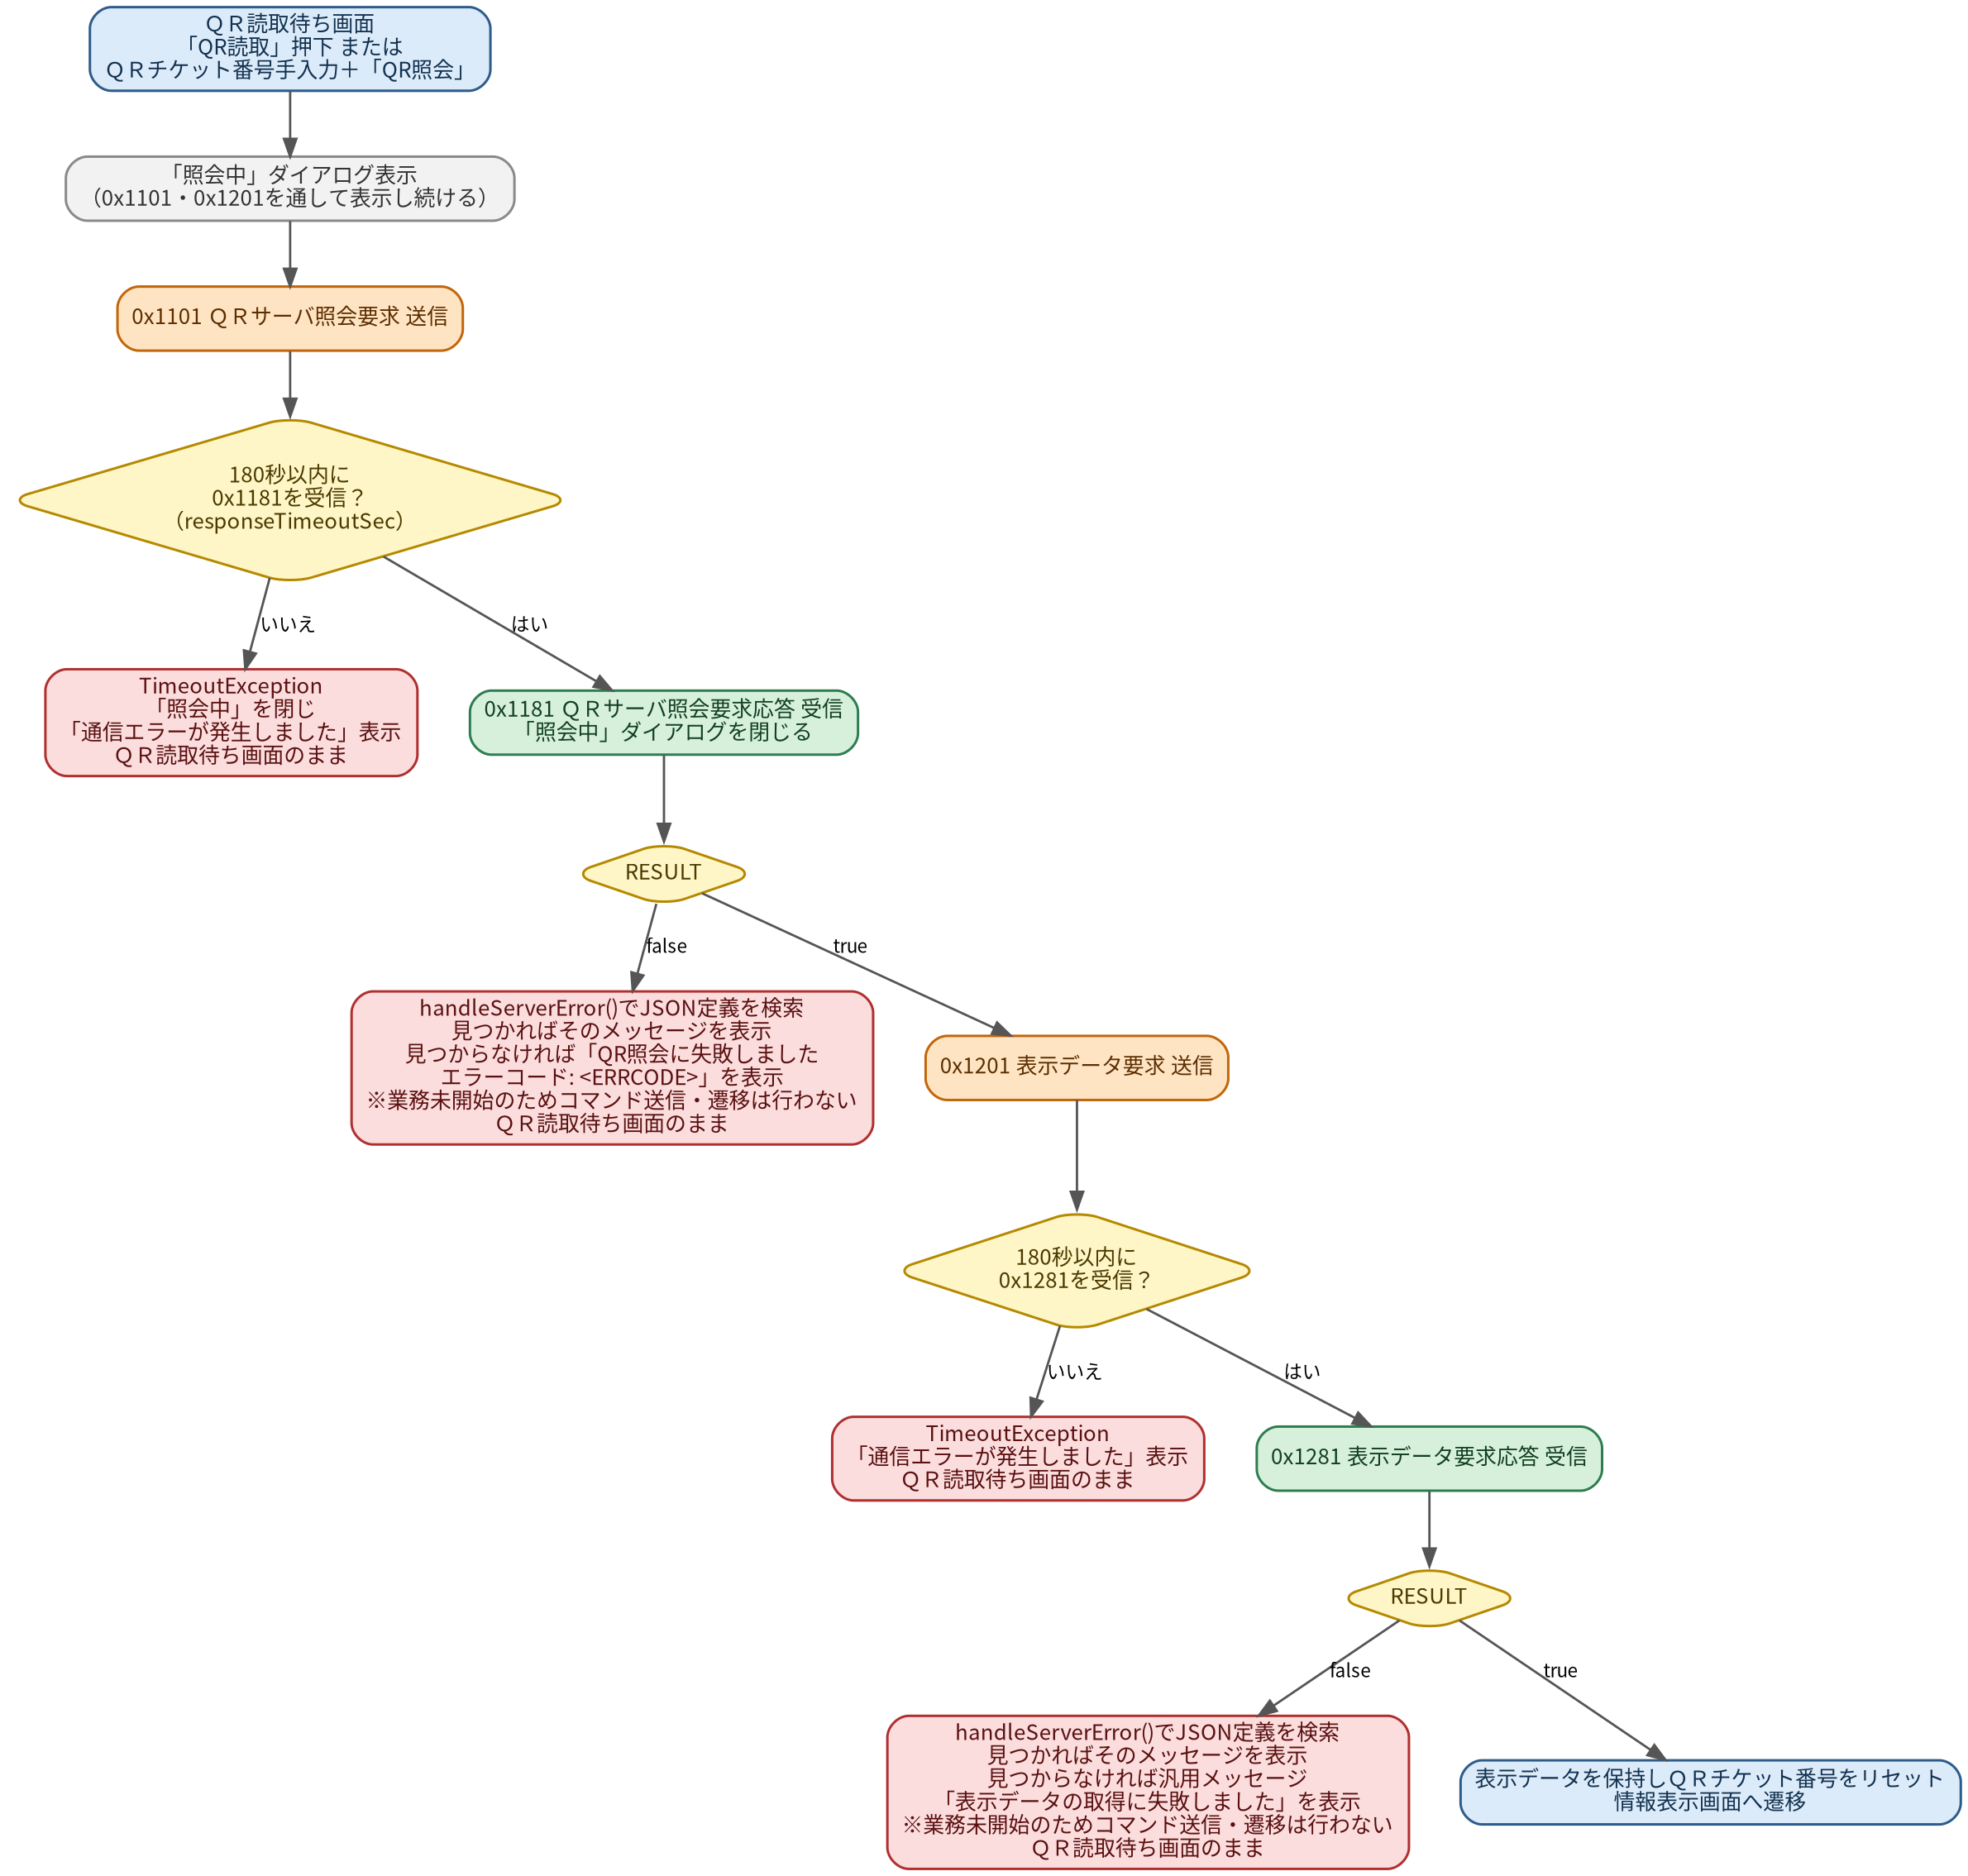 ＱＲ読取待ち画面
「QR読取」押下 または
ＱＲチケット番号手入力＋「QR照会」
「照会中」ダイアログ表示
（0x1101・0x1201を通して表示し続ける）
0x1101 ＱＲサーバ照会要求 送信
180秒以内に
0x1181を受信？
（responseTimeoutSec）
いいえ
はい
TimeoutException
「照会中」を閉じ
「通信エラーが発生しました」表示
ＱＲ読取待ち画面のまま
0x1181 ＱＲサーバ照会要求応答 受信
「照会中」ダイアログを閉じる
RESULT
false
true
handleServerError()でJSON定義を検索
見つかればそのメッセージを表示
見つからなければ「QR照会に失敗しました
エラーコード: <ERRCODE>」を表示
※業務未開始のためコマンド送信・遷移は行わない
ＱＲ読取待ち画面のまま
0x1201 表示データ要求 送信
180秒以内に
0x1281を受信？
いいえ
はい
TimeoutException
「通信エラーが発生しました」表示
ＱＲ読取待ち画面のまま
0x1281 表示データ要求応答 受信
RESULT
false
true
handleServerError()でJSON定義を検索
見つかればそのメッセージを表示
見つからなければ汎用メッセージ
「表示データの取得に失敗しました」を表示
※業務未開始のためコマンド送信・遷移は行わない
ＱＲ読取待ち画面のまま
表示データを保持しＱＲチケット番号をリセット
情報表示画面へ遷移